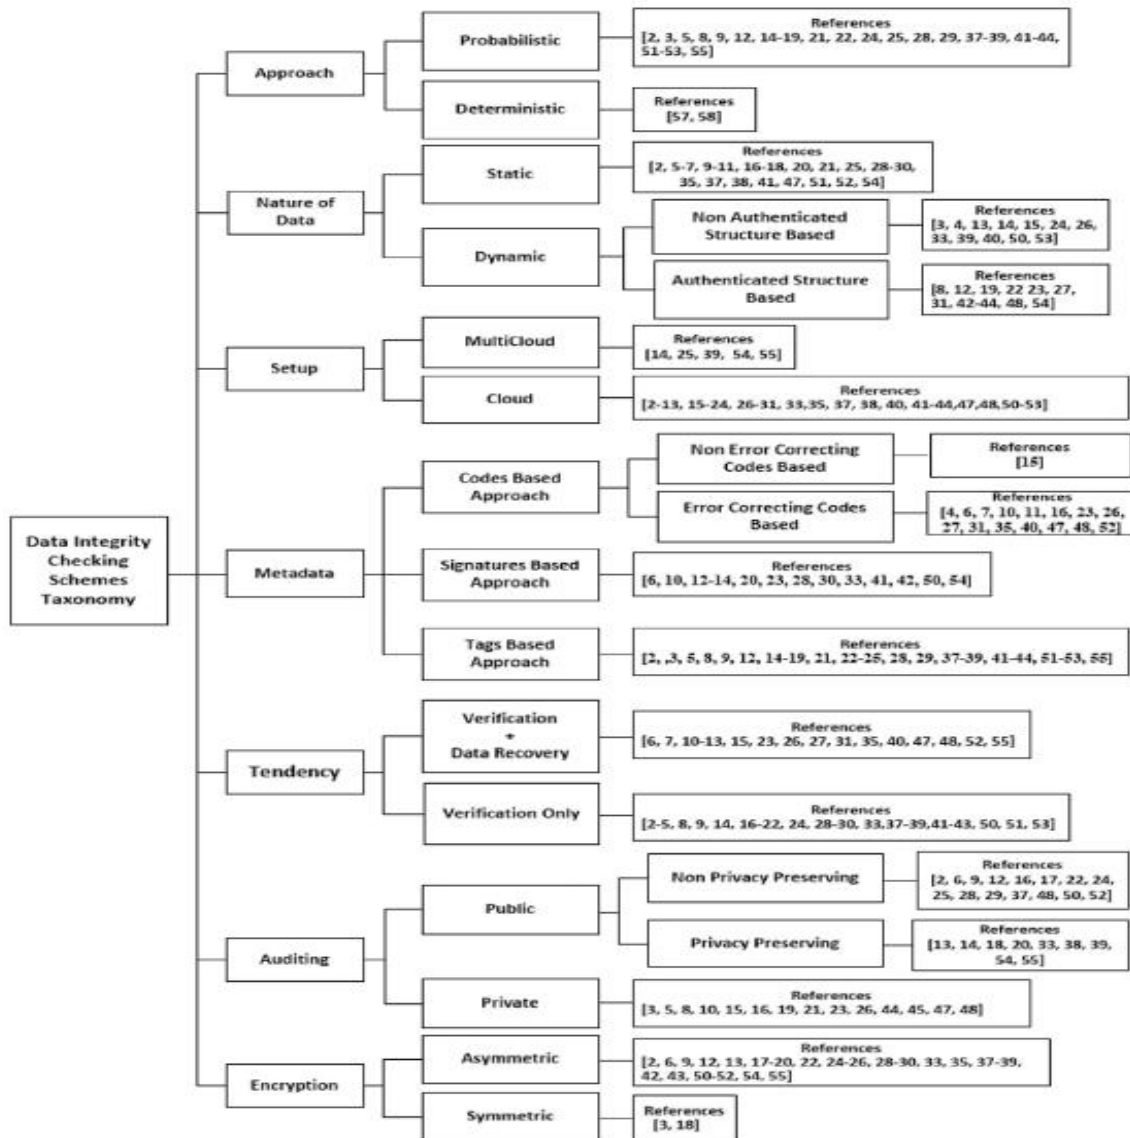 References
[2, 3, 5, 8, 9, 12, 14-19, 21, 22, 24, 25, 28, 29, 37-39, 41-44,
51-53, 55]
Probabilistic
Approach
Deterministic
References
[57, 58]
Static
References
[2, 5-7, 9-11, 16-18, 20, 21, 25, 28-30,
35, 37, 38, 41, 47, 51, 52, 54]
Nature of
Data
Dynamic
Non Authenticated
Structure Based
References
[3, 4, 13, 14, 15, 24, 26,
33, 39, 40, 50, 53]
Authenticated Structure
Based
References
[8, 12, 19, 22 23, 27,
31, 42-44, 48, 54]
Setup
MultiCloud
References
[14, 25, 39, 54, 55]
Cloud
References
[2-13, 15-24, 26-31, 33,35, 37, 38, 40, 41-44,47,48,50-53]
Data Integrity
Checking
Schemes
Taxonomy
Metadata
Codes Based
Approach
Non Error Correcting
Codes Based
References
[15]
Error Correcting Codes
Based
References
[4, 6, 7, 10, 11, 16, 23, 26,
27, 31, 35, 40, 47, 48, 52]
Signatures Based
Approach
References
[6, 10, 12-14, 20, 23, 28, 30, 33, 41, 42, 50, 54]
Tags Based
Approach
References
[2, ,3, 5, 8, 9, 12, 14-19, 21, 22-25, 28, 29, 37-39, 41-44, 51-53, 55]
Tendency
Verification
+
Data Recovery
References
[6, 7, 10-13, 15, 23, 26, 27, 31, 35, 40, 47, 48, 52, 55]
Verification Only
References
[2-5, 8, 9, 14, 16-22, 24, 28-30, 33,37-39,41-43, 50, 51, 53]
Auditing
Public
Non Privacy Preserving
References
[2, 6, 9, 12, 16, 17, 22, 24,
25, 28, 29, 37, 48, 50, 52]
Privacy Preserving
References
[13, 14, 18, 20, 33, 38, 39,
54, 55]
Private
References
[3, 5, 8, 10, 15, 16, 19, 21, 23, 26, 44, 45, 47, 48]
Encryption
Asymmetric
References
[2, 6, 9, 12, 13, 17-20, 22, 24-26, 28-30, 33, 35, 37-39,
42, 43, 50-52, 54, 55]
Symmetric
References
[3, 18]